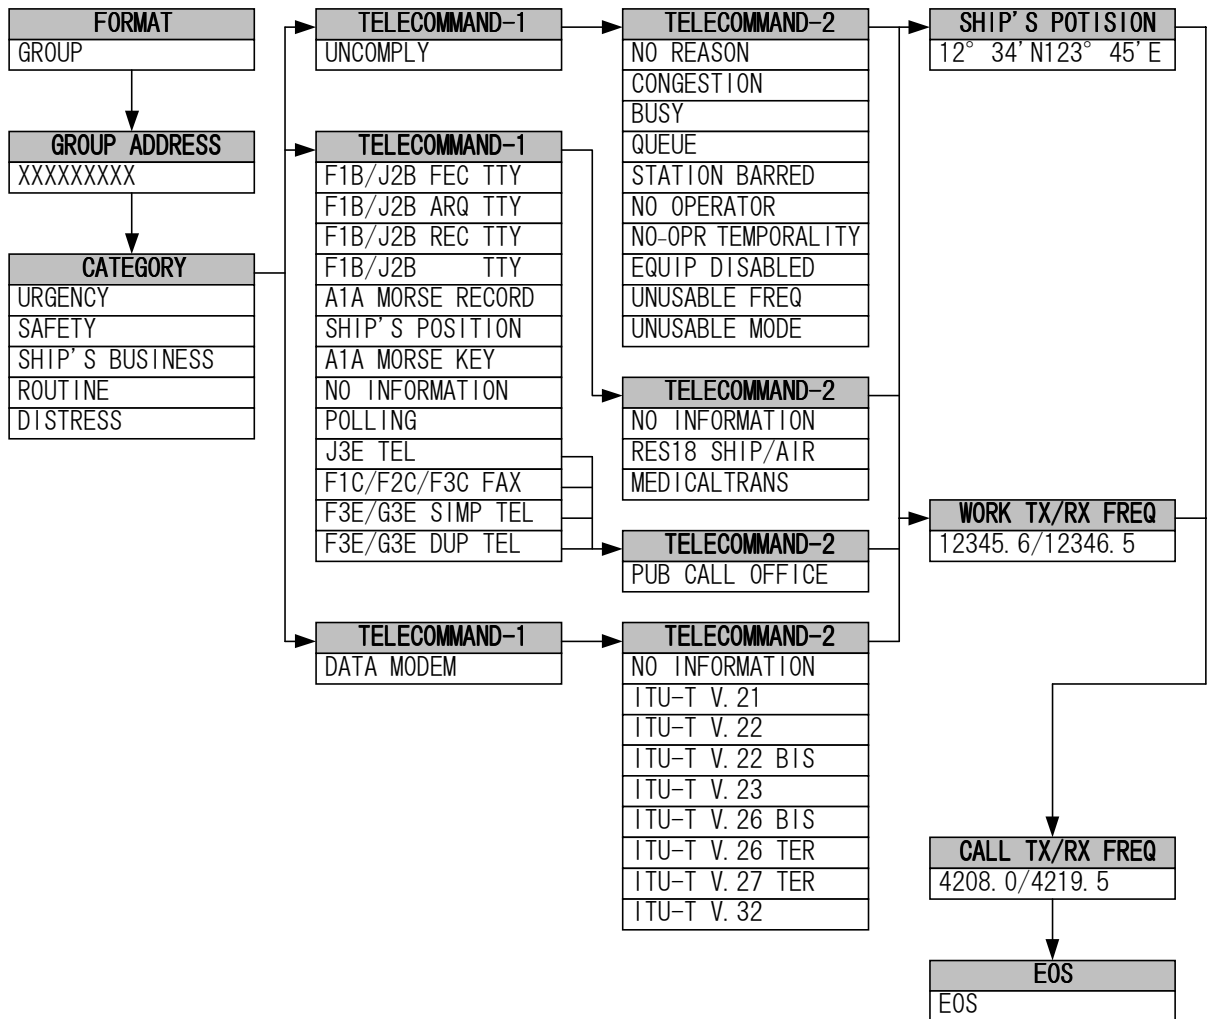 FORMAT
GROUP
GROUP ADDRESS
XXXXXXXXX
CATEGORY
URGENCY
SAFETY
SHIP'S BUSINESS
ROUTINE
DISTRESS
TELECOMMAND-1
UNCOMPLY
TELECOMMAND-1
F1B/J2B FEC TTY
F1B/J2B ARQ TTY
F1B/J2B REC TTY
F1B/J2B     TTY
A1A MORSE RECORD
SHIP'S POSITION
A1A MORSE KEY
NO INFORMATION
POLLING
J3E TEL
F1C/F2C/F3C FAX
F3E/G3E SIMP TEL
F3E/G3E DUP TEL
TELECOMMAND-1
DATA MODEM
TELECOMMAND-2
NO REASON
CONGESTION
BUSY
QUEUE
STATION BARRED
NO OPERATOR
NO-OPR TEMPORALITY
EQUIP DISABLED
UNUSABLE FREQ
UNUSABLE MODE
TELECOMMAND-2
NO INFORMATION
RES18 SHIP/AIR
MEDICALTRANS
TELECOMMAND-2
PUB CALL OFFICE
TELECOMMAND-2
NO INFORMATION
ITU-T V.21
ITU-T V.22
ITU-T V.22 BIS
ITU-T V.23
ITU-T V.26 BIS
ITU-T V.26 TER
ITU-T V.27 TER
ITU-T V.32
SHIP'S POTISION
12° 34'N123° 45'E
WORK TX/RX FREQ
12345.6/12346.5
CALL TX/RX FREQ
4208.0/4219.5
EOS
EOS